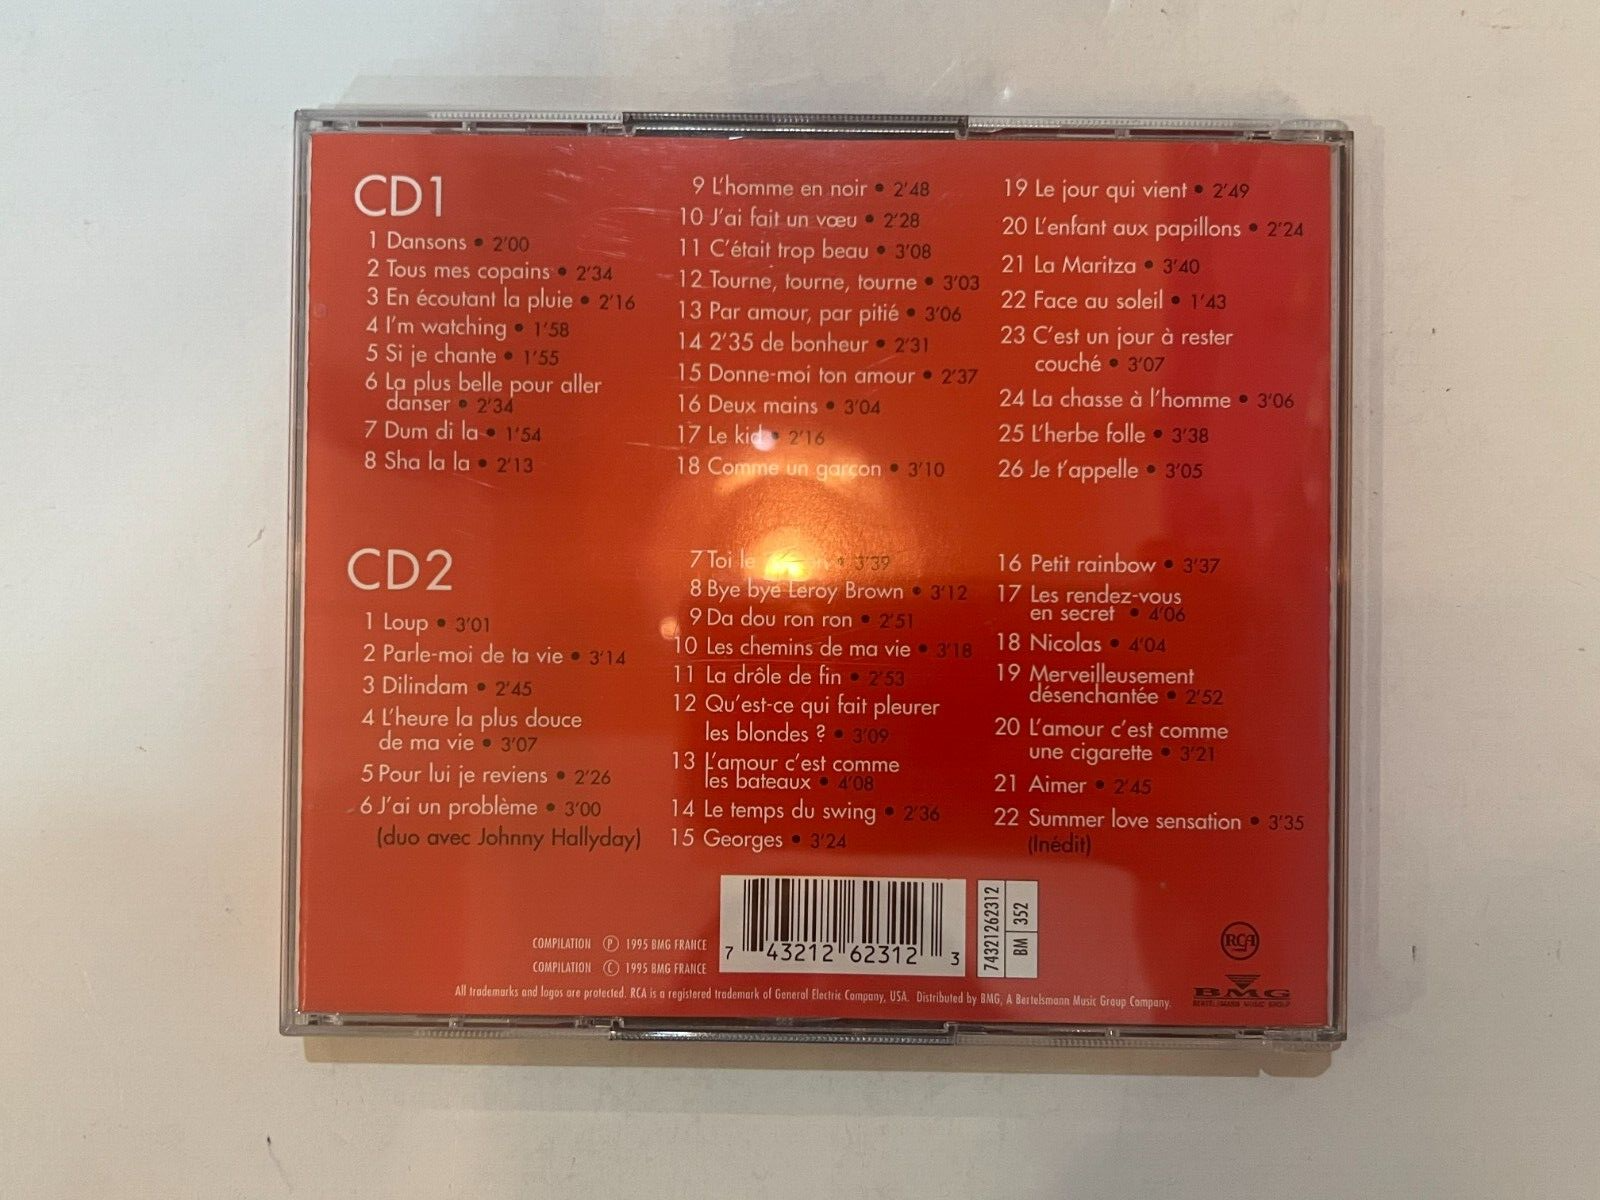 CD1
1 Dansons • 2'00
2 Tous mes copains • 2'34
3 En écoutant la pluie • 2'16
4 I'm watching • 1'58
5 Si je chante • 1'55
6 La plus belle pour aller
danser • 2'34
7 Dum di la • 1'54
8 Sha la la • 2'13
9 L'homme en noir • 2'48
10 J'ai fait un vœu • 2'28
11 C'était trop beau • 3'08
12 Tourne, tourne, tourne • 3'03
13 Par amour, par pitié • 3'06
14 2'35 de bonheur • 2'31
15 Donne-moi ton amour • 2'37
16 Deux mains • 3'04
17 Le kid • 2'16
18 Comme un garçon • 3'10
19 Le jour qui vient • 2'49
20 L'enfant aux papillons • 2'24
21 La Maritza • 3'40
22 Face au soleil • 1'43
23 C'est un jour à rester
couché • 3'07
24 La chasse à l'homme • 3'06
25 L'herbe folle • 3'38
26 Je t'appelle • 3'05
CD2
1 Loup • 3'01
2 Parle-moi de ta vie • 3'14
3 Dilindam • 2'45
4 L'heure la plus douce
de ma vie • 3'07
5 Pour lui je reviens • 2'26
6 J'ai un problème • 3'00
(duo avec Johnny Hallyday)
7 Toi le • 3'39
8 Bye bye Leroy Brown • 3'12
9 Da dou ron ron • 2'51
10 Les chemins de ma vie • 3'18
11 La drôle de fin • 2'53
12 Qu'est-ce qui fait pleurer
les blondes ? • 3'09
13 L'amour c'est comme
les bateaux • 4'08
14 Le temps du swing • 2'36
15 Georges • 3'24
16 Petit rainbow • 3'37
17 Les rendez-vous
en secret • 4'06
18 Nicolas • 4'04
19 Merveilleusement
désenchantée • 2'52
20 L'amour c'est comme
une cigarette • 3'21
21 Aimer • 2'45
22 Summer love sensation • 3'35
(Inédit)
COMPILATION Ⓟ 1995 BMG FRANCE
COMPILATION © 1995 BMG FRANCE
7 43212 62312 3
74321262312
BM 352
RCA
BMG
BERTELSMANN MUSIC GROUP
All trademarks and logos are protected. RCA is a registered trademark of General Electric Company, USA. Distributed by BMG, A Bertelsmann Music Group Company.